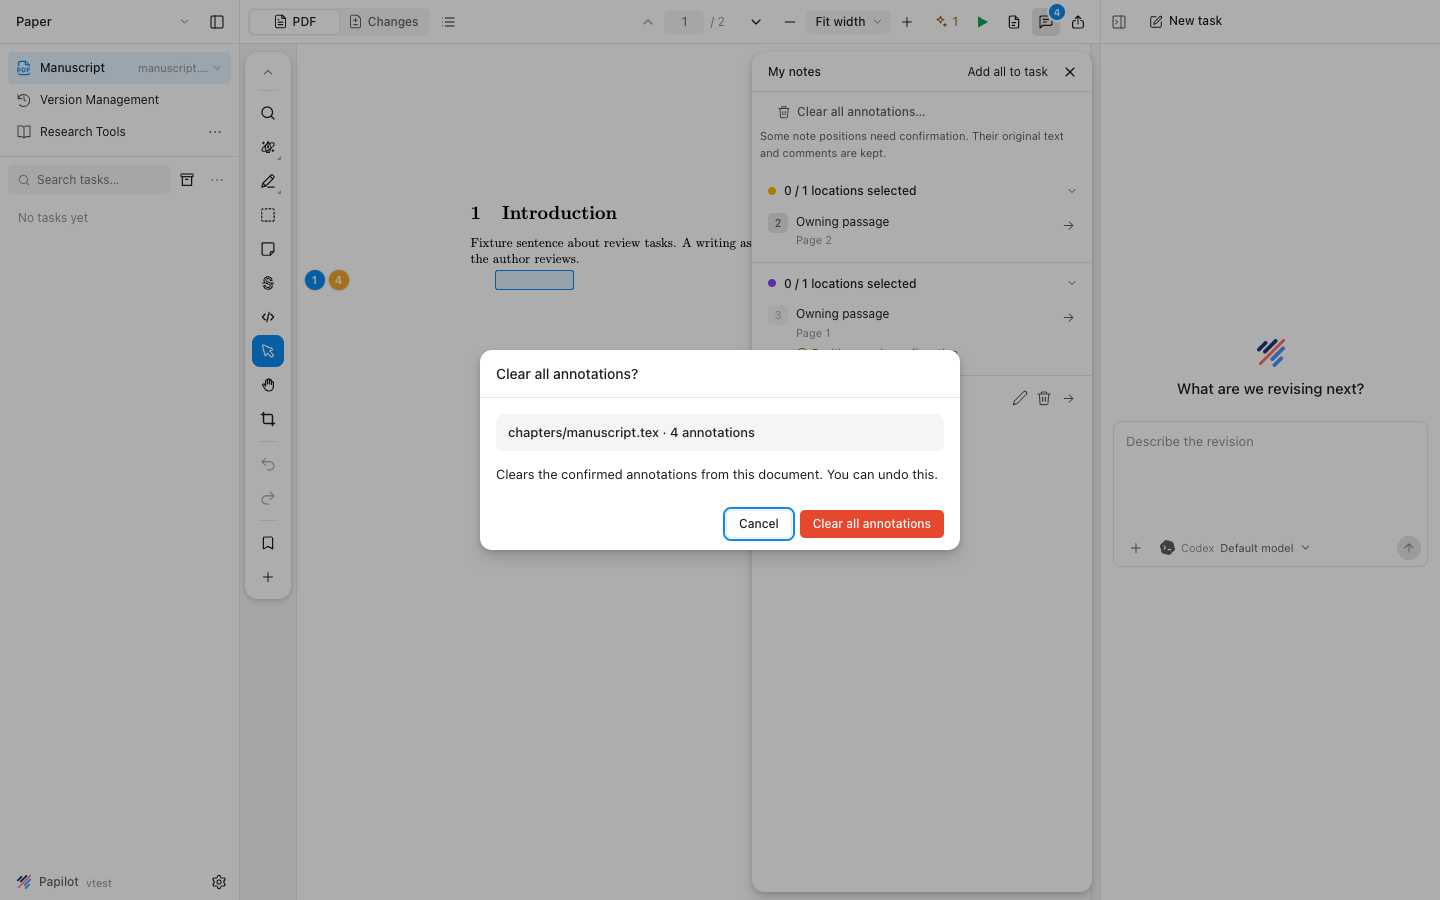 Paper
PDF
Changes
1 / 2
Fit width
1
4
New task
Manuscript
manuscript....
Version Management
Research Tools
Search tasks...
No tasks yet
My notes
Add all to task
Clear all annotations...
Some note positions need confirmation. Their original text
and comments are kept.
0 / 1 locations selected
2
Owning passage
Page 2
0 / 1 locations selected
3
Owning passage
Page 1
1 Introduction
Fixture sentence about review tasks. A writing as
the author reviews.
1
4
Clear all annotations?
chapters/manuscript.tex · 4 annotations
Clears the confirmed annotations from this document. You can undo this.
Cancel
Clear all annotations
What are we revising next?
Describe the revision
Codex Default model
Papilot vtest